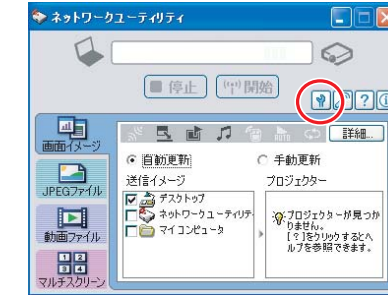 ネットワークユーティリティ
停止 開始
画面イメージ
詳細...
自動更新 手動更新
送信イメージ プロジェクター
JPEGファイル
デスクトップ
ネットワークユーティリテ
マイ コンピュータ
プロジェクターが見つか
りません。
[?]をクリックするとヘ
ルプを参照できます。
動画ファイル
マルチスクリーン